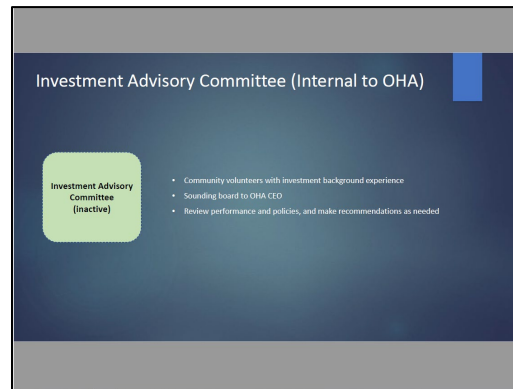 Investment Advisory Committee (Internal to OHA)
Investment Advisory
Committee
(inactive)
• Community volunteers with investment background experience
• Sounding board to OHA CEO
• Review performance and policies, and make recommendations as needed